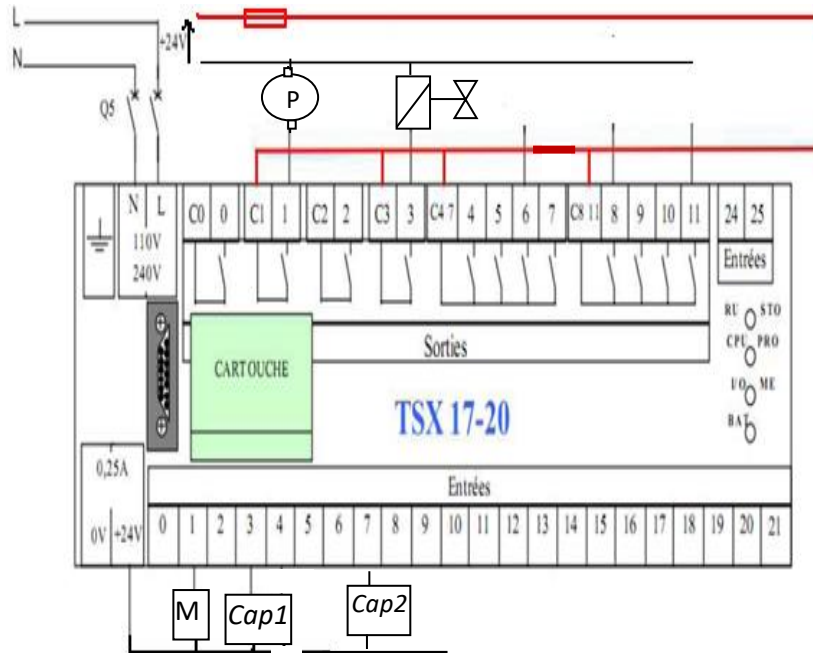 L
+24V
N
Q5
P
N L C0 0 C1 1 C2 2 C3 3 C4 7 4 5 6 7 C8 11 8 9 10 11 24 25
110V
240V
Entrées
RU STO
CPU PRO
I/O ME
BAT
Sorties
CARTOUCHE
TSX 17-20
0,25A
Entrées
0V +24V 0 1 2 3 4 5 6 7 8 9 10 11 12 13 14 15 16 17 18 19 20 21
M Cap1 Cap2